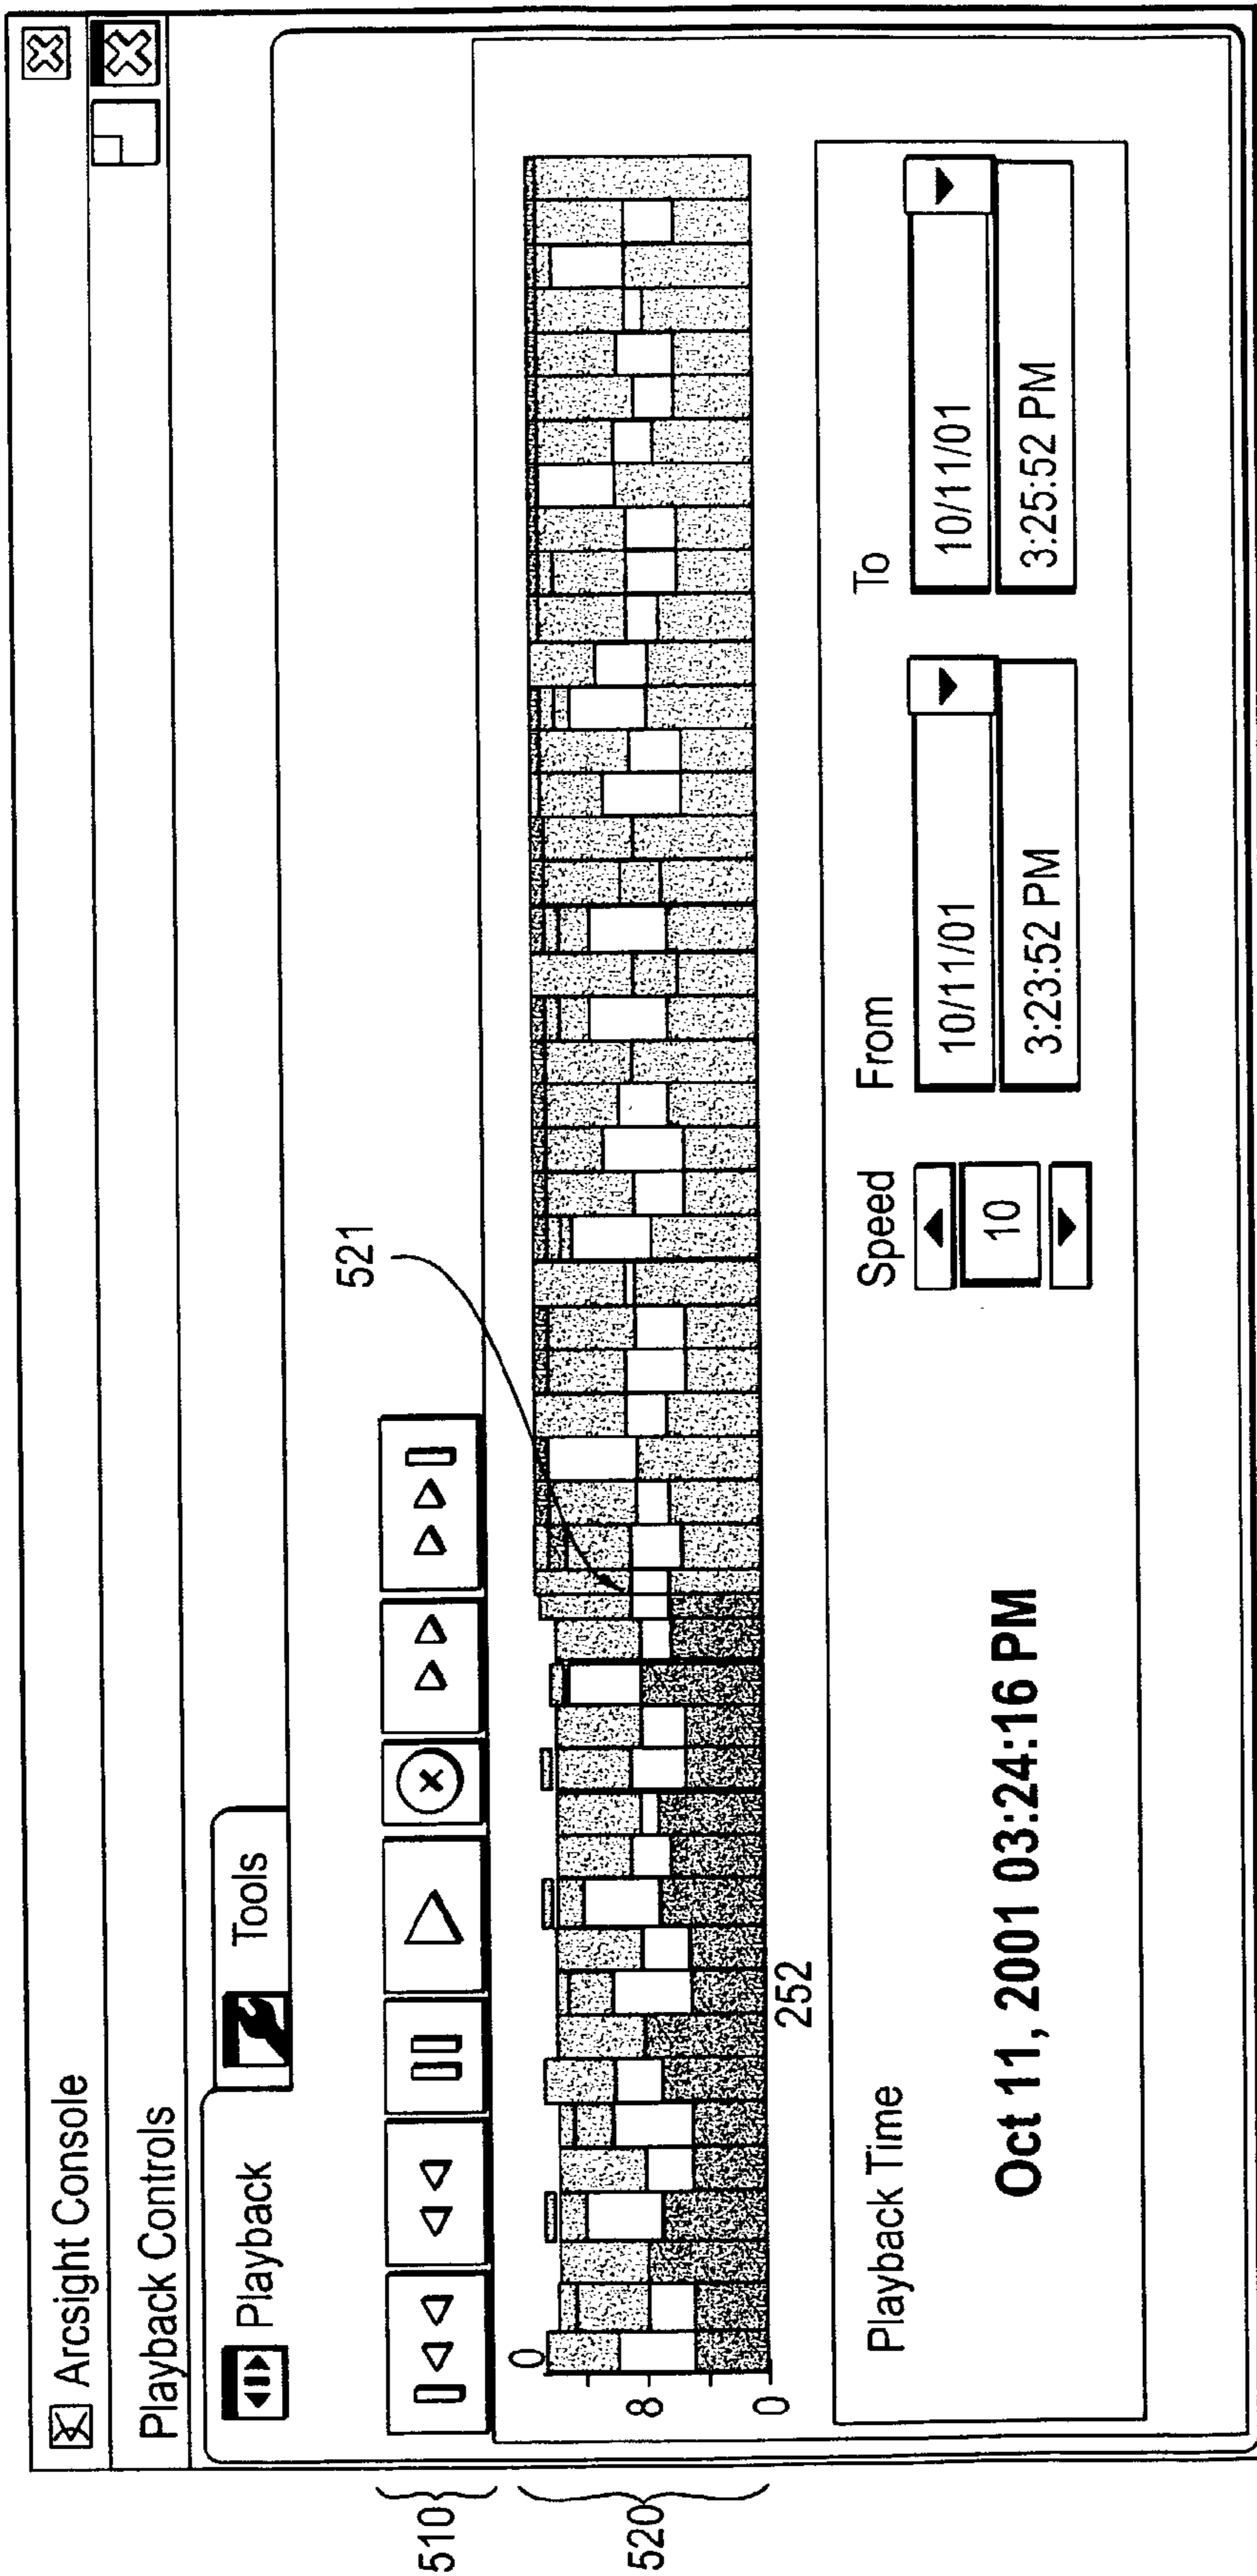 Arcsight Console
Playback Controls
Playback
Tools
510
521
520
0
8
0
252
Playback Time
Oct 11, 2001 03:24:16 PM
Speed
10
From
10/11/01
3:23:52 PM
To
10/11/01
3:25:52 PM